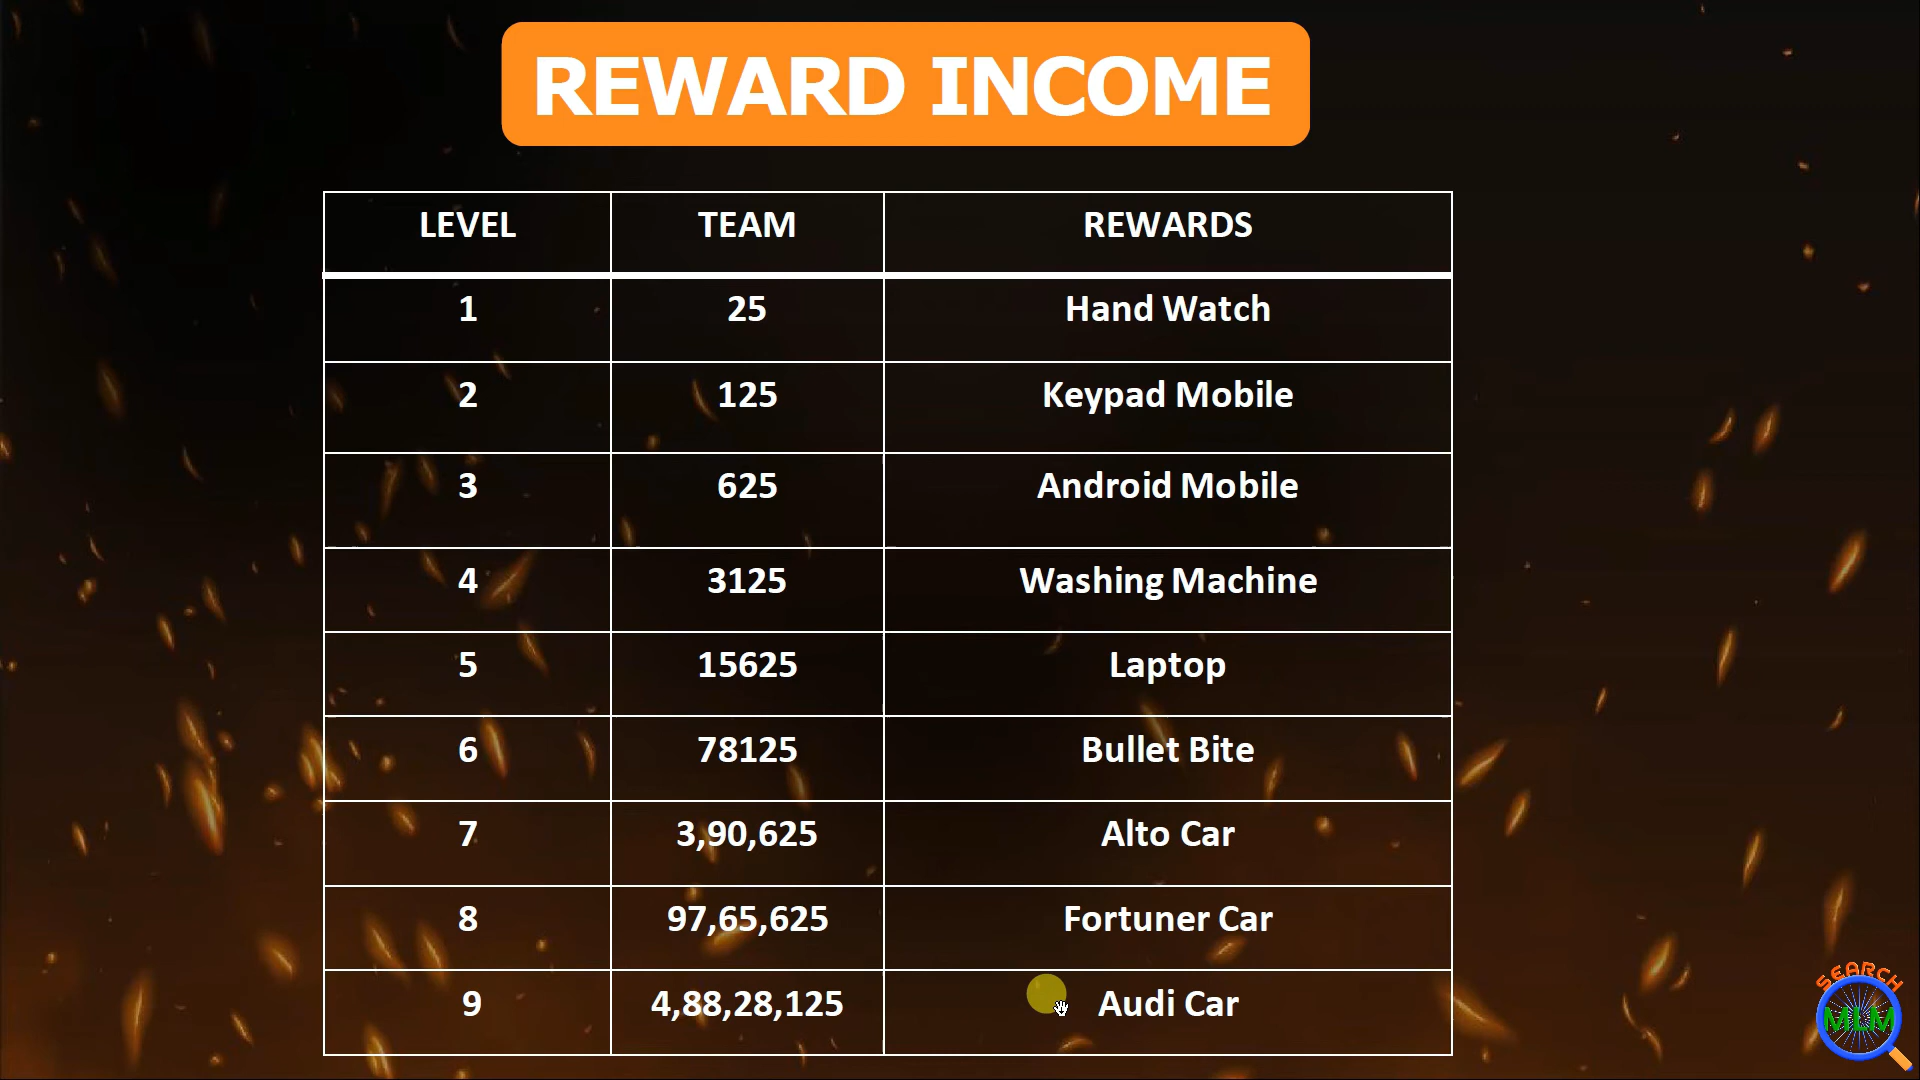 REWARD INCOME
LEVEL TEAM REWARDS
1 25 Hand Watch
2 125 Keypad Mobile
3 625 Android Mobile
4 3125 Washing Machine
5 15625 Laptop
6 78125 Bullet Bite
7 3,90,625 Alto Car
8 97,65,625 Fortuner Car
9 4,88,28,125 Audi Car
SEARCH
MLM